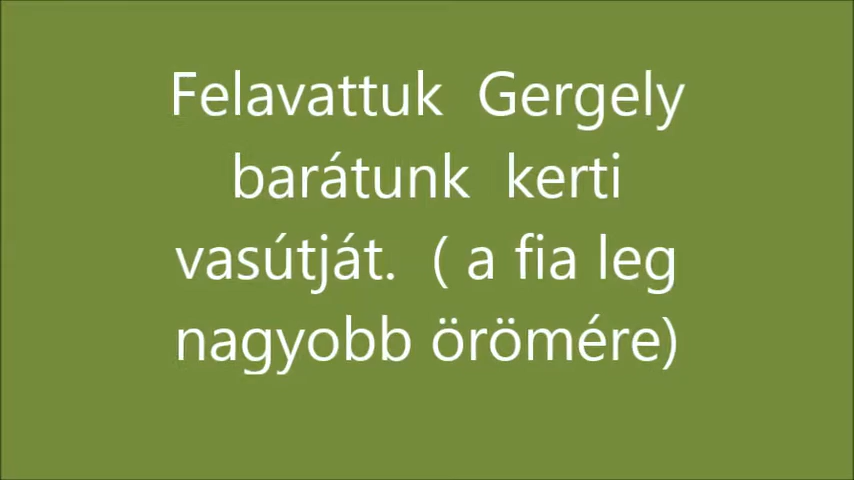 Felavattuk Gergely
barátunk kerti
vasútját. ( a fia leg
nagyobb örömére)